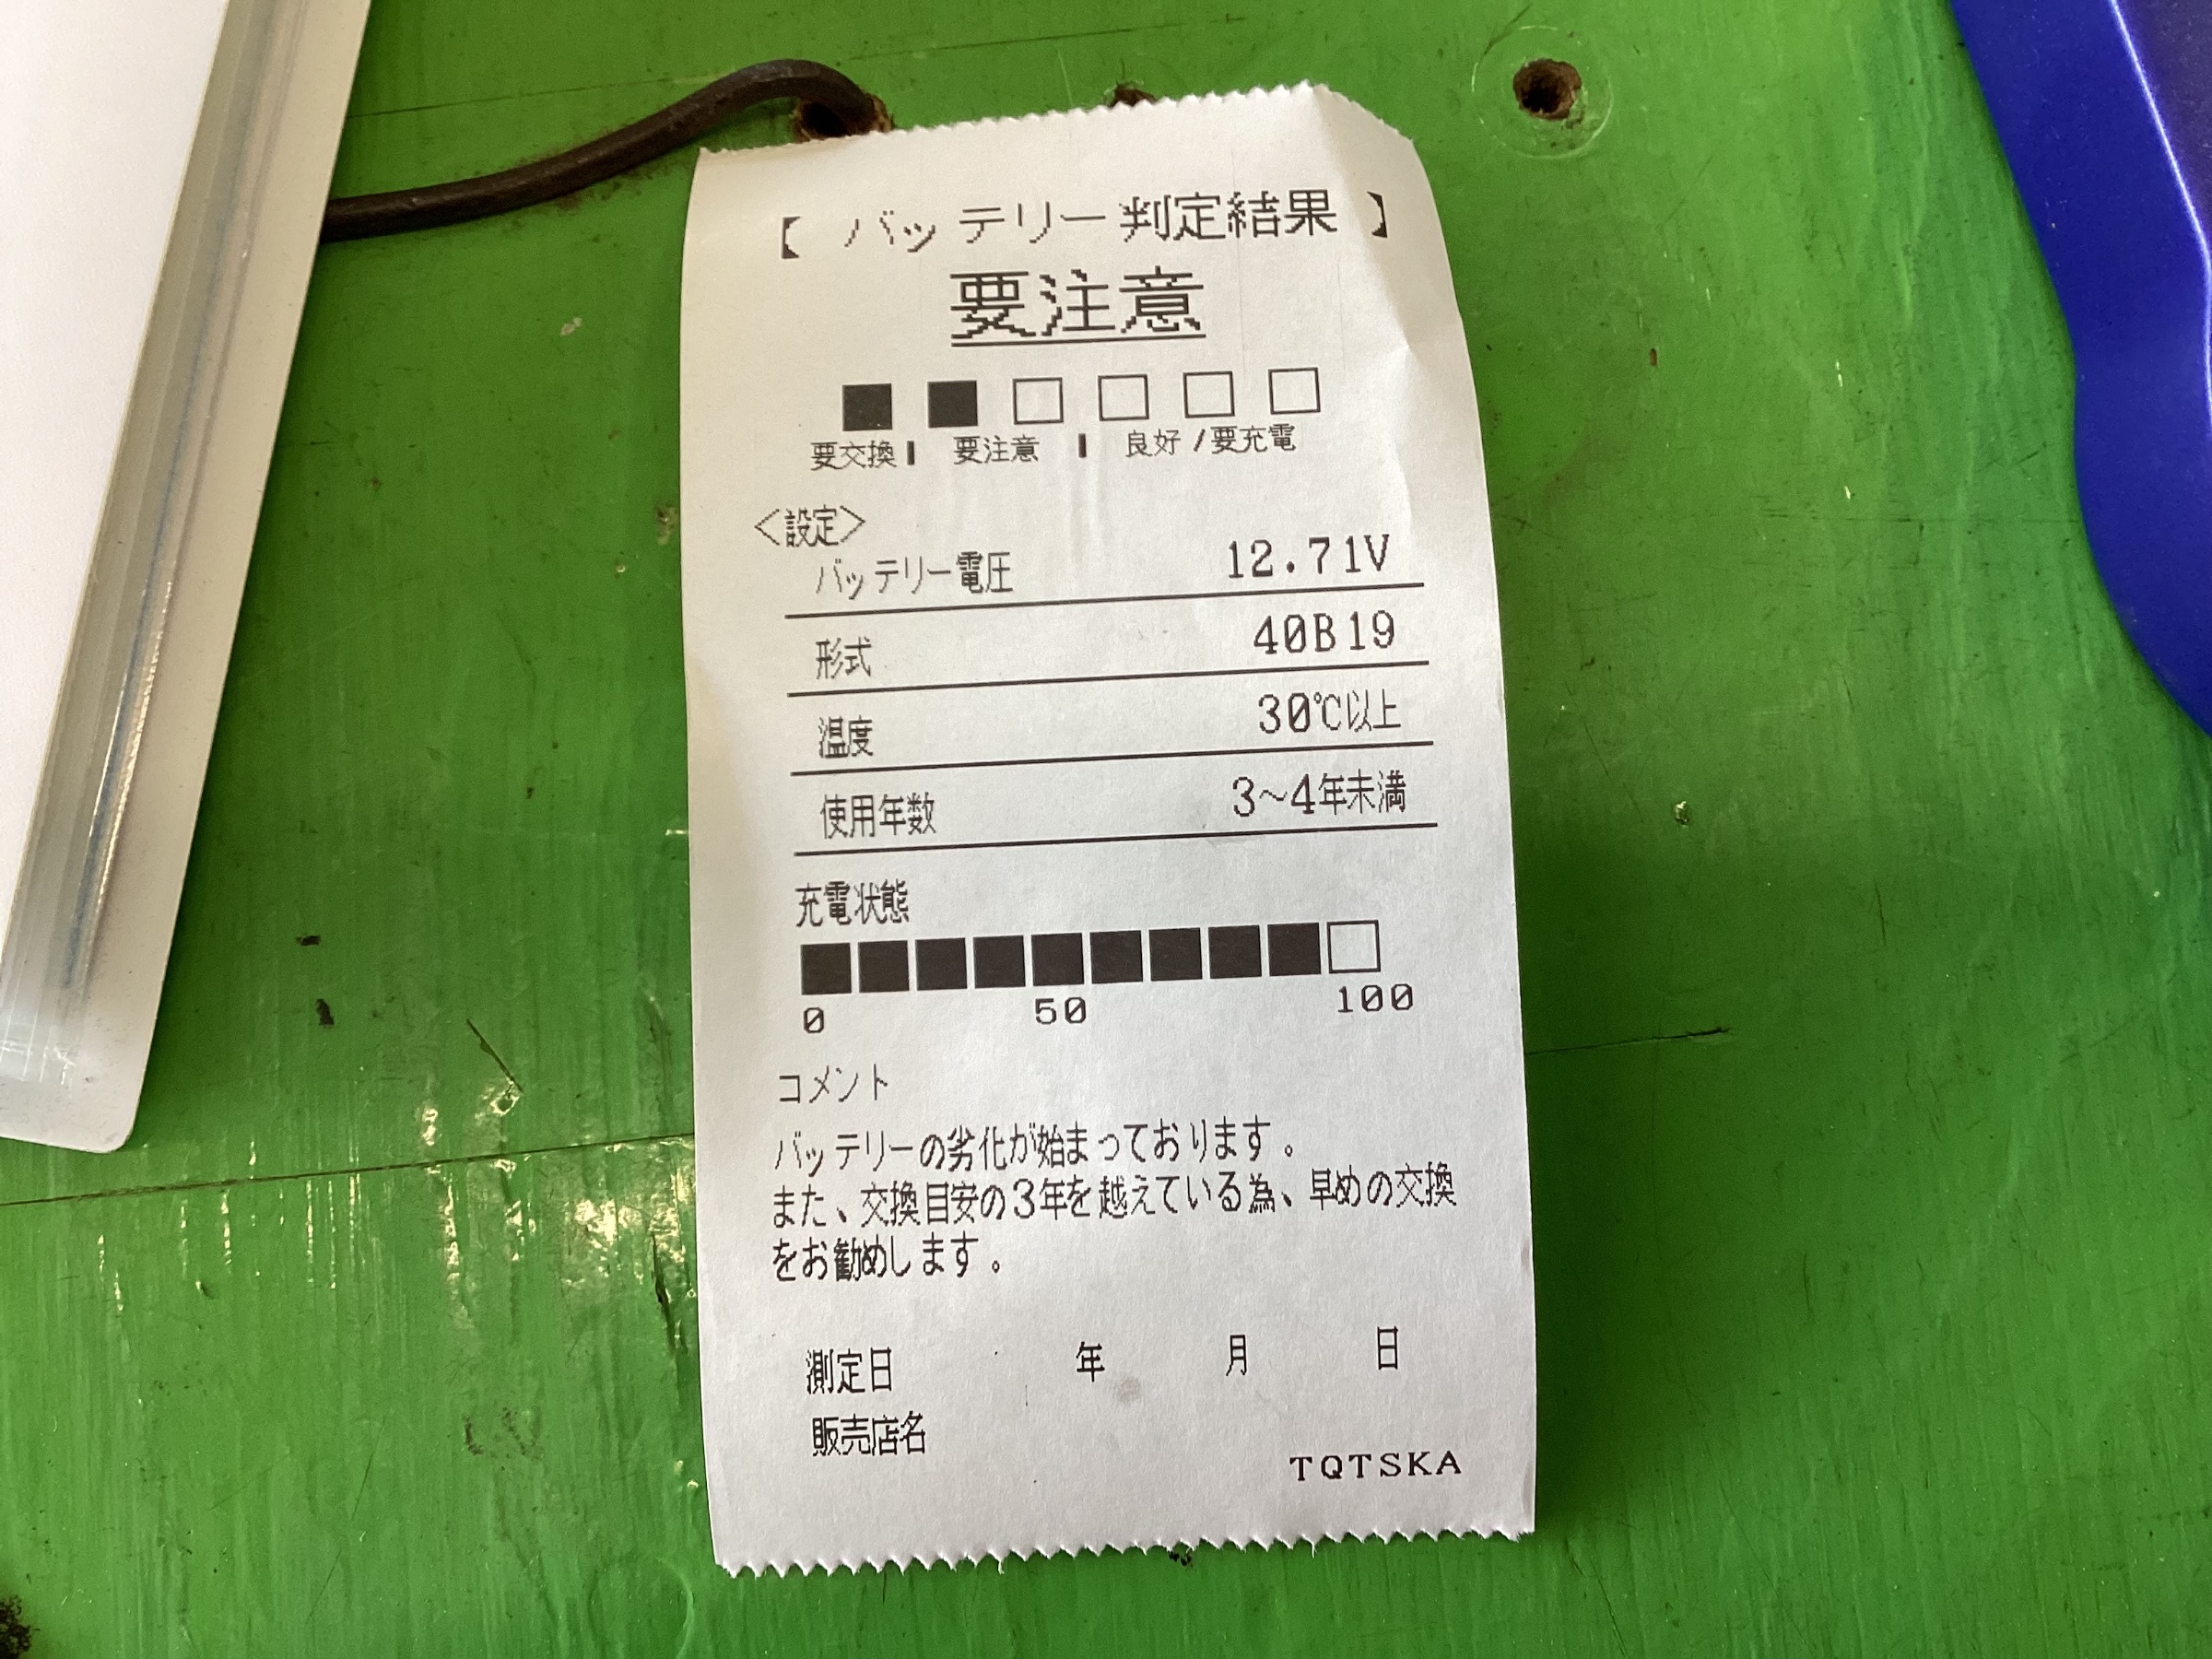 【 バッテリー判定結果 】
要注意
■ ■ □ □ □ □
要交換 | 要注意 | 良好 / 要充電
<設定>
バッテリー電圧 12.71V
形式 40B19
温度 30℃以上
使用年数 3～4年未満
充電状態
■■■■■■■■■□
0 50 100
コメント
バッテリーの劣化が始まっております。
また、交換目安の3年を越えている為、早めの交換
をお勧めします。
測定日 年 月 日
販売店名
TQTSKA